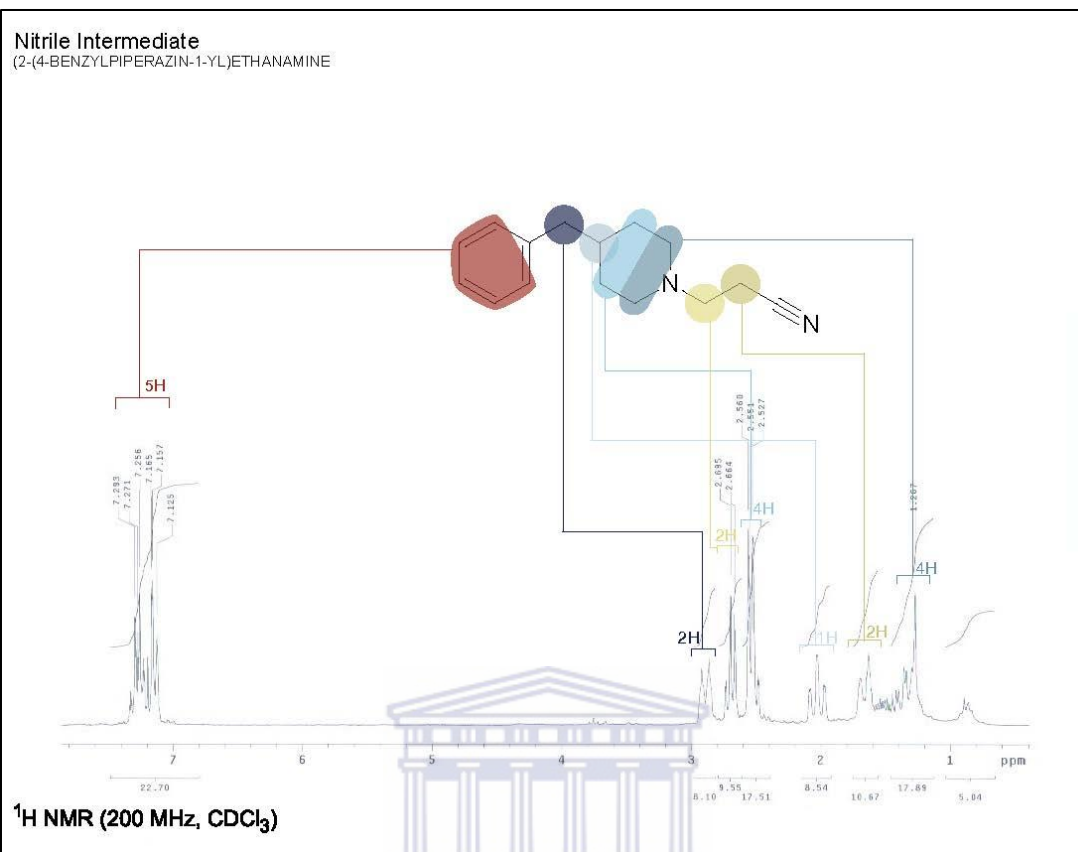 Nitrile Intermediate
(2-(4-BENZYLPIPERAZIN-1-YL)ETHANAMINE
N
N
5H
7.293
7.271
7.256
7.165
7.157
7.125
2.695
2.664
2.560
2.551
2.527
1.267
2H
2H
4H
1H
2H
4H
7 6 5 4 3 2 1 ppm
22.70
8.10
9.55
17.51
8.54
10.67
17.89
5.04
¹H NMR (200 MHz, CDCl₃)